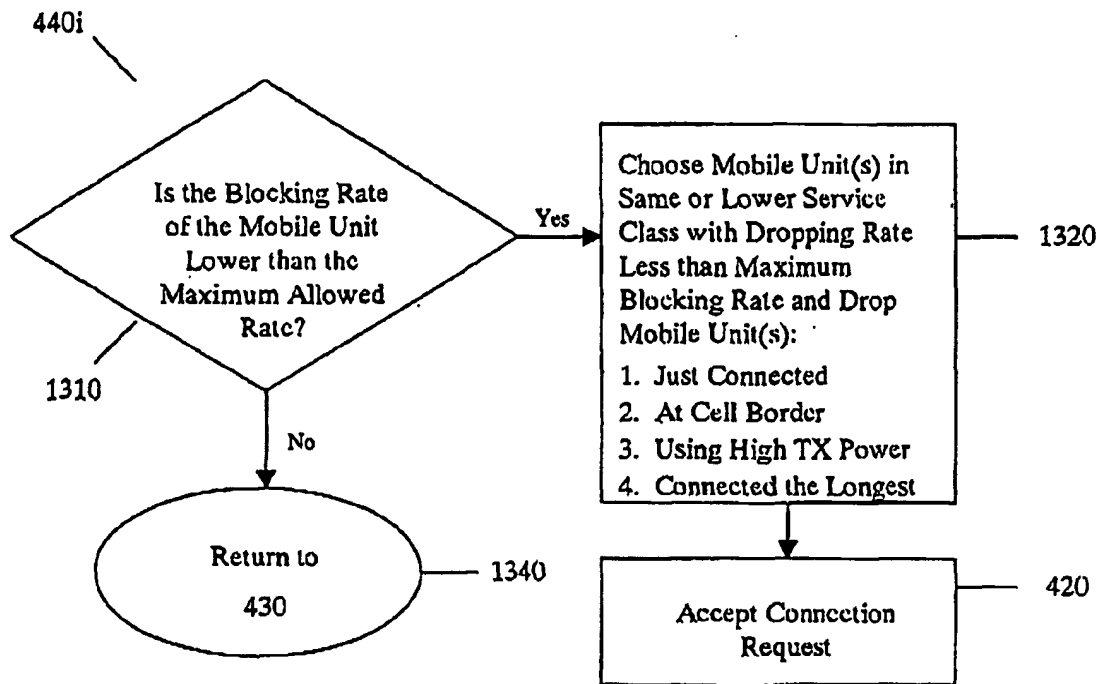 440i
Is the Blocking Rate
of the Mobile Unit
Lower than the
Maximum Allowed
Rate?
1310
Yes
Choose Mobile Unit(s) in
Same or Lower Service
Class with Dropping Rate
Less than Maximum
Blocking Rate and Drop
Mobile Unit(s):
1. Just Connected
2. At Cell Border
3. Using High TX Power
4. Connected the Longest
1320
No
Return to
430
1340
Accept Connection
Request
420